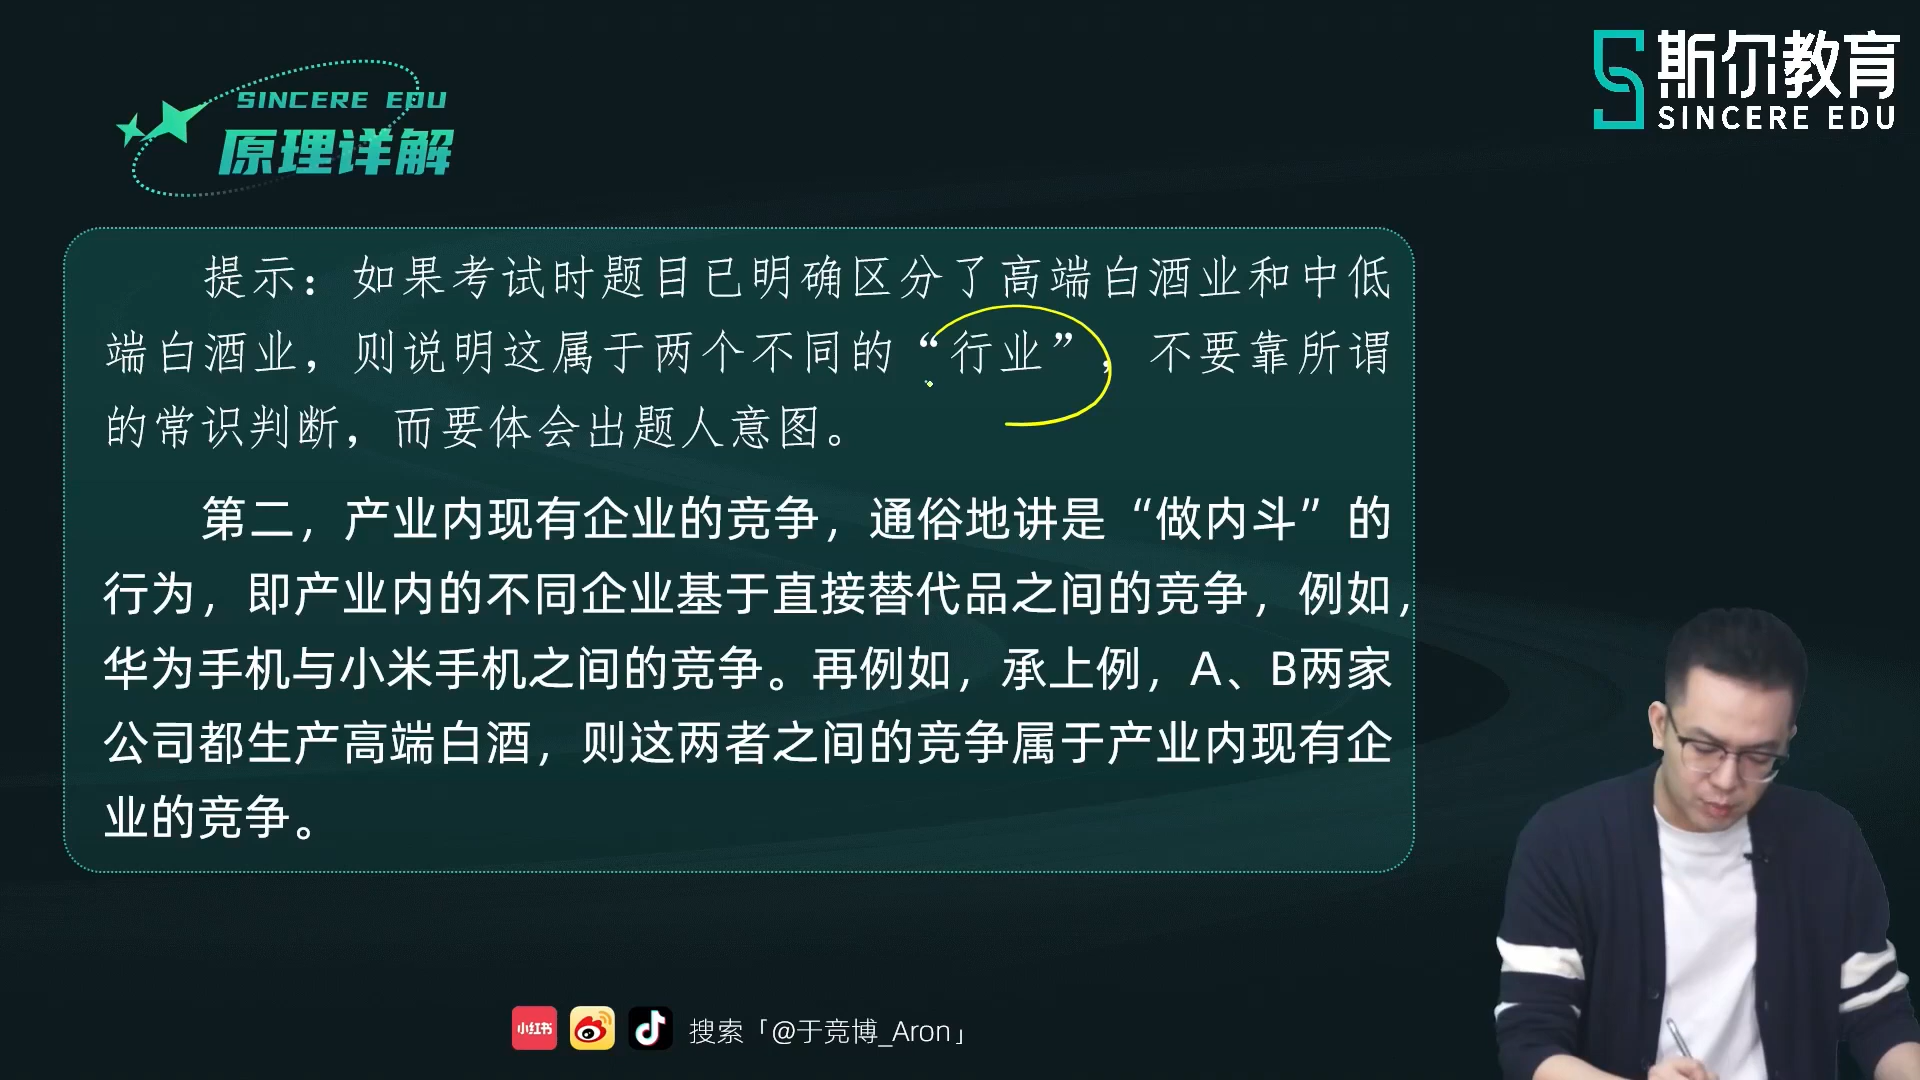 斯尔教育
SINCERE EDU
SINCERE EDU
原理详解
提示：如果考试时题目已明确区分了高端白酒业和中低
端白酒业，则说明这属于两个不同的“行业”，不要靠所谓
的常识判断，而要体会出题人意图。
第二，产业内现有企业的竞争，通俗地讲是“做内斗”的
行为，即产业内的不同企业基于直接替代品之间的竞争，例如，
华为手机与小米手机之间的竞争。再例如，承上例，A、B两家
公司都生产高端白酒，则这两者之间的竞争属于产业内现有企
业的竞争。
小红书
搜索「@于竞博_Aron」